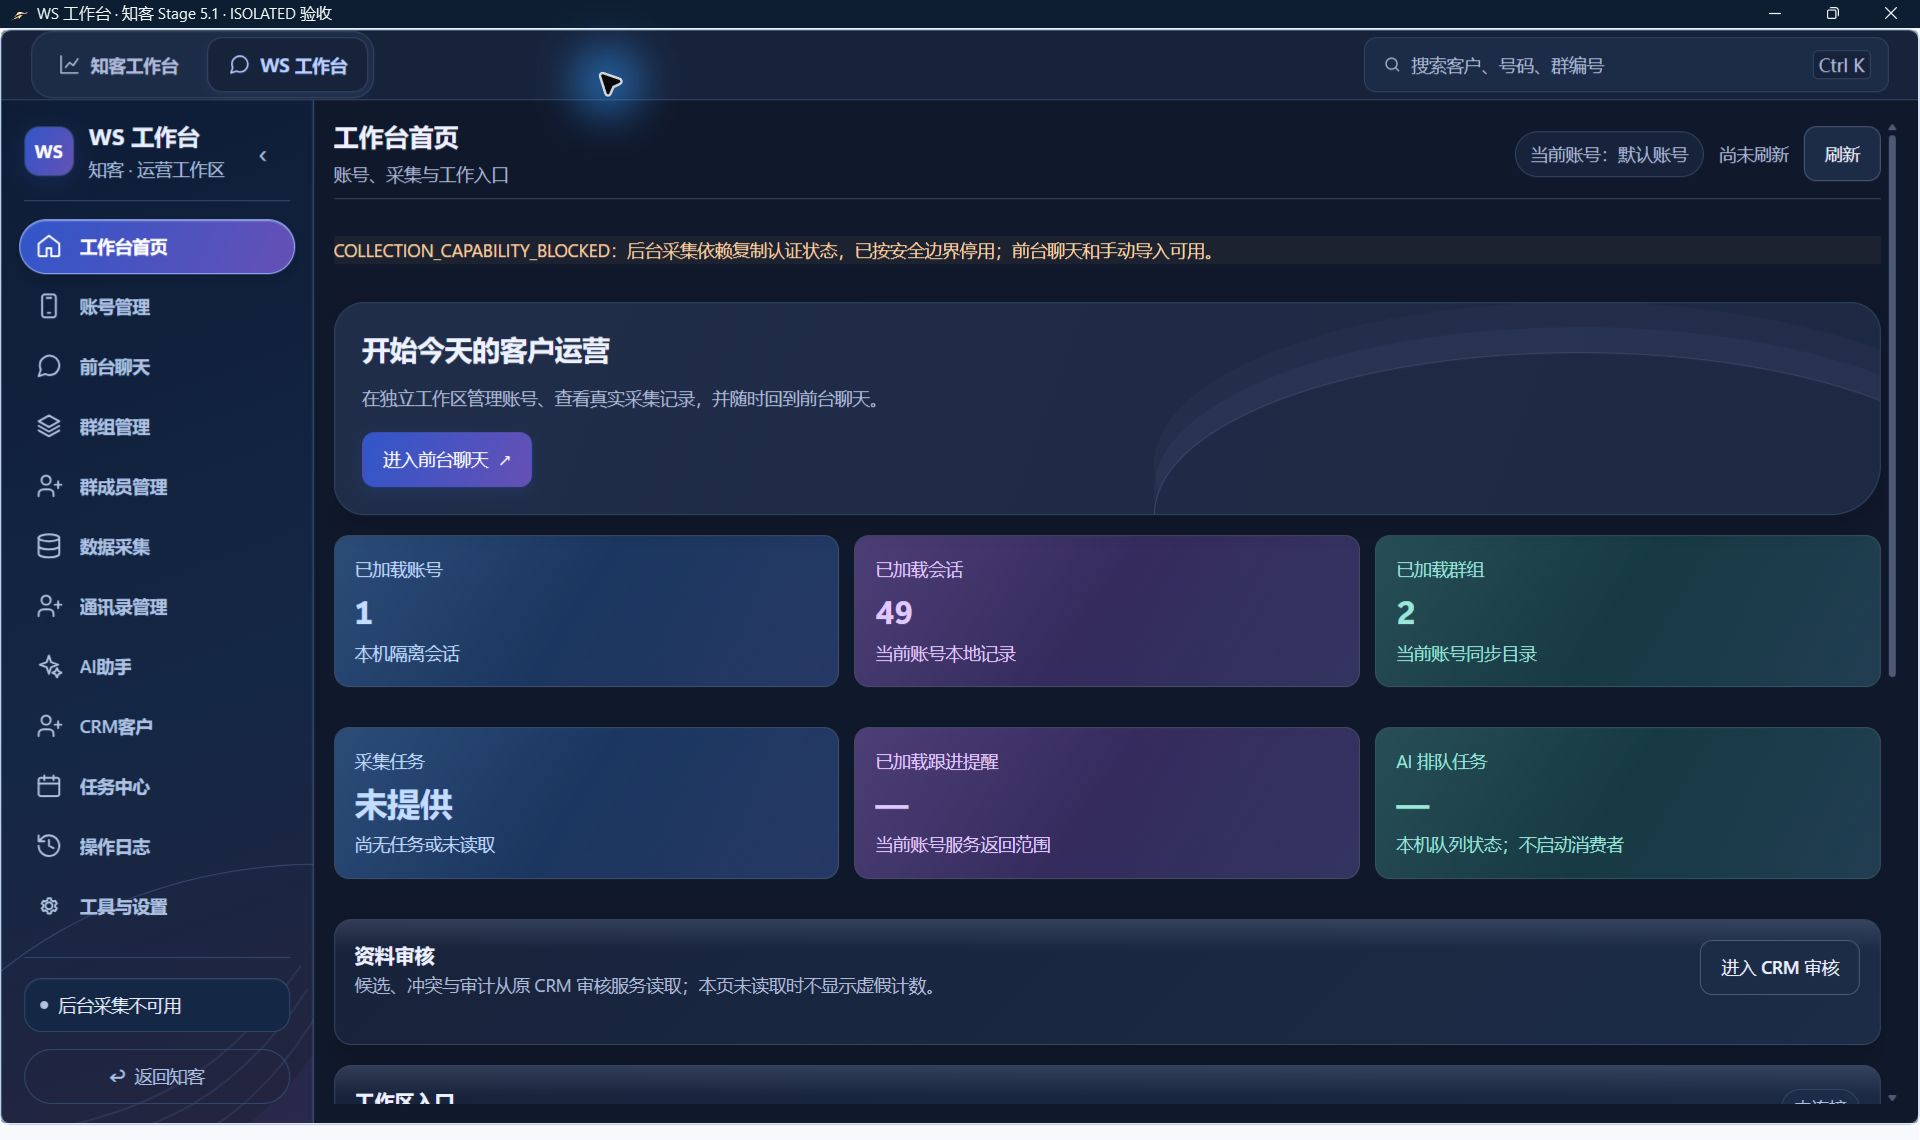 WS 工作台 · 知客 Stage 5.1 · ISOLATED 验收
知客工作台
WS 工作台
搜索客户、号码、群编号
Ctrl K
WS
WS 工作台
知客 · 运营工作区
工作台首页
账号管理
前台聊天
群组管理
群成员管理
数据采集
通讯录管理
AI助手
CRM客户
任务中心
操作日志
工具与设置
后台采集不可用
返回知客
工作台首页
账号、采集与工作入口
当前账号：默认账号
尚未刷新
刷新
COLLECTION_CAPABILITY_BLOCKED：后台采集依赖复制认证状态，已按安全边界停用；前台聊天和手动导入可用。
开始今天的客户运营
在独立工作区管理账号、查看真实采集记录，并随时回到前台聊天。
进入前台聊天 ↗
已加载账号
1
本机隔离会话
已加载会话
49
当前账号本地记录
已加载群组
2
当前账号同步目录
采集任务
未提供
尚无任务或未读取
已加载跟进提醒
—
当前账号服务返回范围
AI 排队任务
—
本机队列状态；不启动消费者
资料审核
候选、冲突与审计从原 CRM 审核服务读取；本页未读取时不显示虚假计数。
进入 CRM 审核
工作区入口